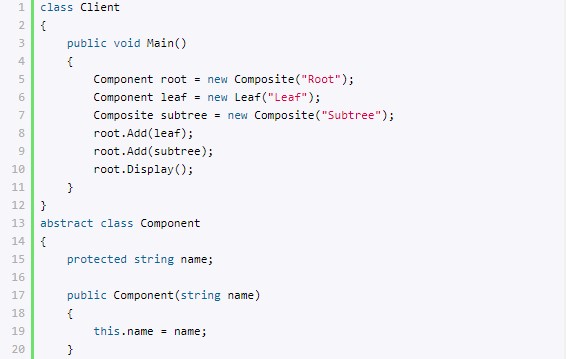 1 class Client
2 {
3     public void Main()
4     {
5         Component root = new Composite("Root");
6         Component leaf = new Leaf("Leaf");
7         Composite subtree = new Composite("Subtree");
8         root.Add(leaf);
9         root.Add(subtree);
10         root.Display();
11     }
12 }
13 abstract class Component
14 {
15     protected string name;
16
17     public Component(string name)
18     {
19         this.name = name;
20     }